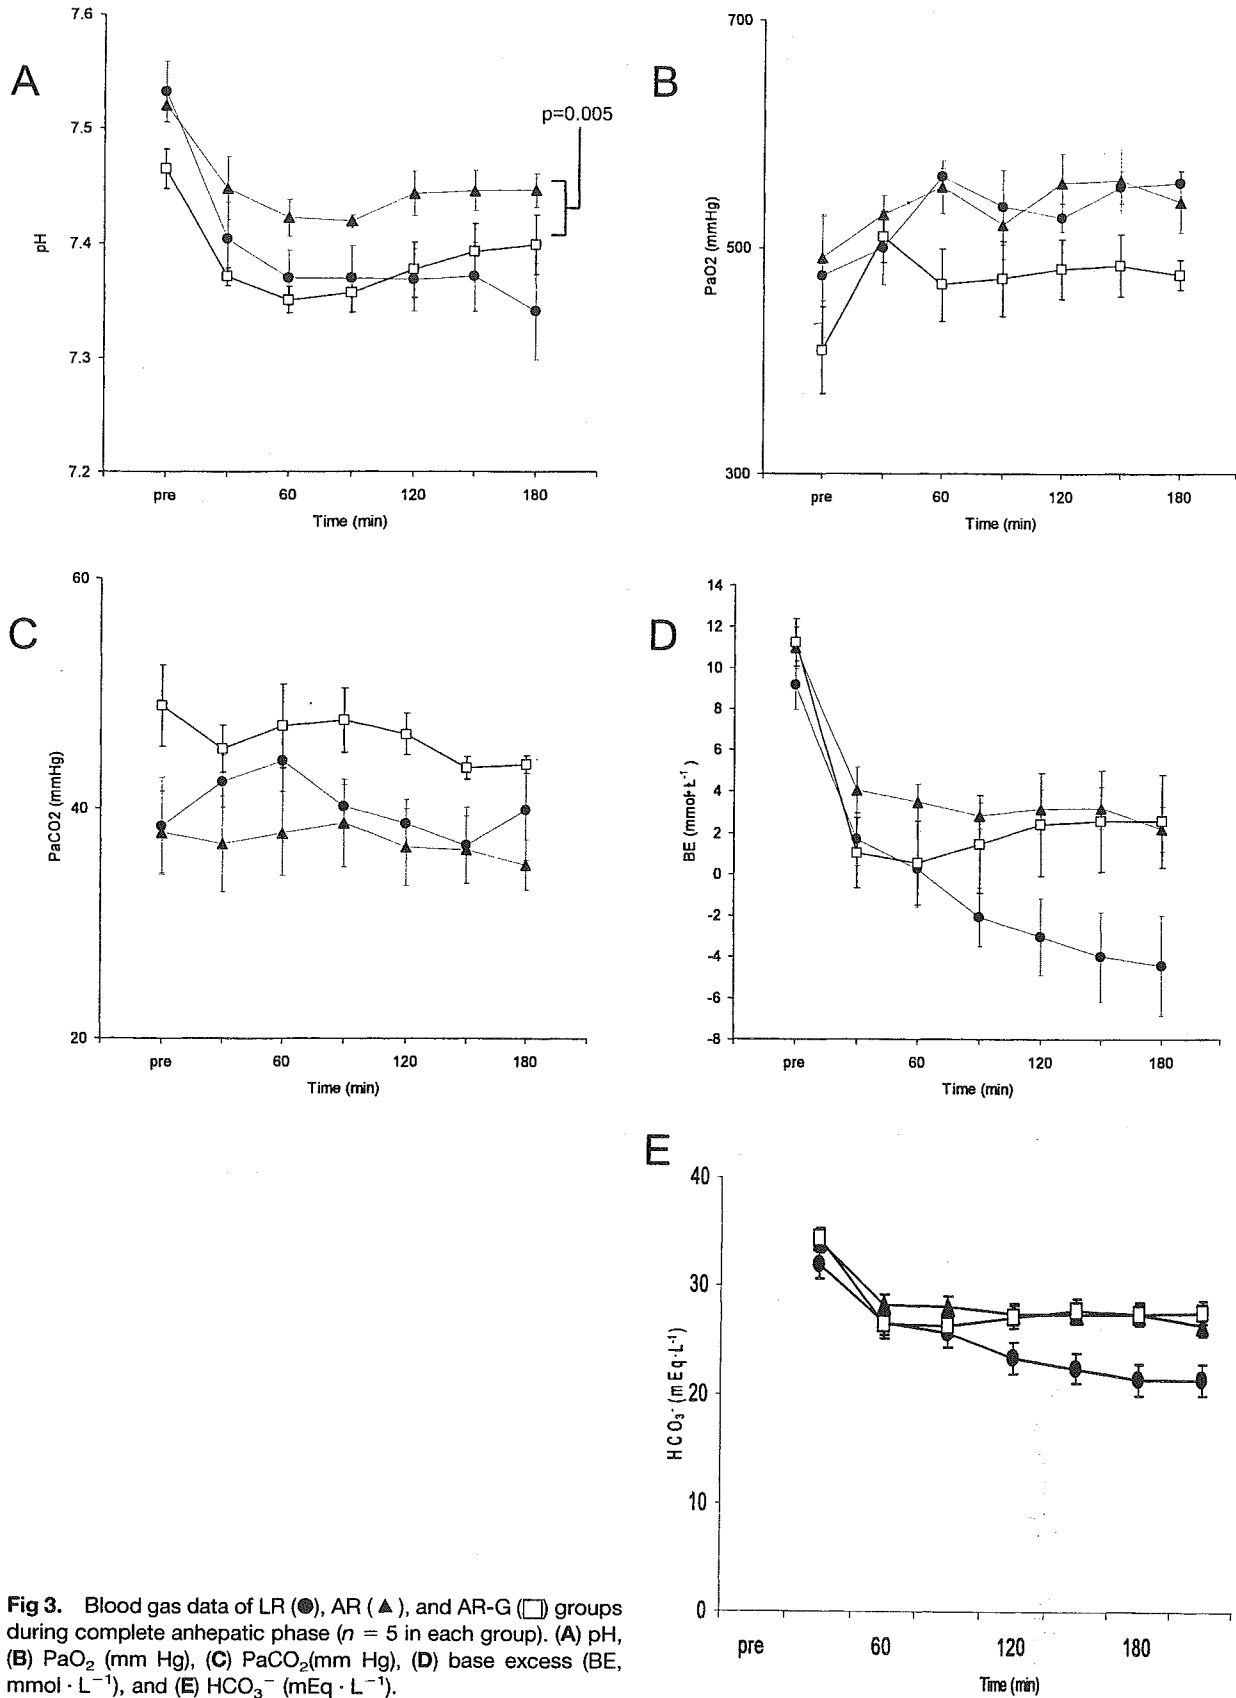 A
7.6
7.5
7.4
7.3
7.2
pH
p=0.005
pre
60
120
180
Time (min)
B
700
500
300
PaO2 (mmHg)
pre
60
120
180
Time (min)
C
60
40
20
PaCO2 (mmHg)
pre
60
120
180
Time (min)
D
14
12
10
8
6
4
2
0
-2
-4
-6
-8
BE (mmol·L⁻¹)
pre
60
120
180
Time (min)
E
40
30
20
10
0
HCO₃⁻ (mEq·L⁻¹)
pre
60
120
180
Time (min)
Fig 3. Blood gas data of LR (●), AR (▲), and AR-G (□) groups
during complete anhepatic phase (n = 5 in each group). (A) pH,
(B) PaO₂ (mm Hg), (C) PaCO₂(mm Hg), (D) base excess (BE,
mmol · L⁻¹), and (E) HCO₃⁻ (mEq · L⁻¹).